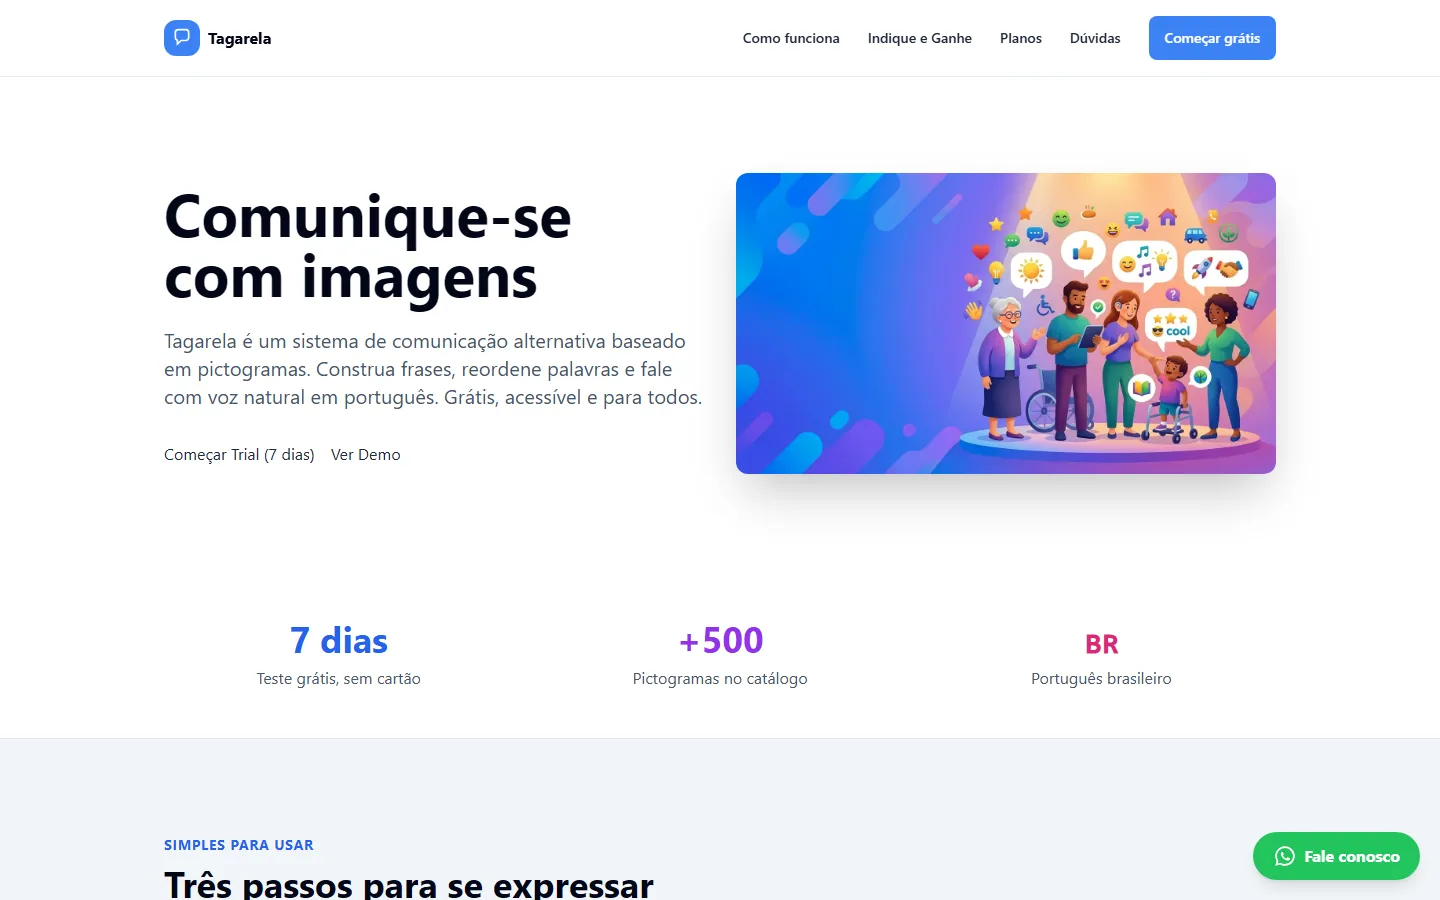 Tagarela
Como funciona
Indique e Ganhe
Planos
Dúvidas
Começar grátis
Comunique-se
com imagens
Tagarela é um sistema de comunicação alternativa baseado
em pictogramas. Construa frases, reordene palavras e fale
com voz natural em português. Grátis, acessível e para todos.
Começar Trial (7 dias)
Ver Demo
cool
7 dias
Teste grátis, sem cartão
+500
Pictogramas no catálogo
BR
Português brasileiro
SIMPLES PARA USAR
Três passos para se expressar
Fale conosco